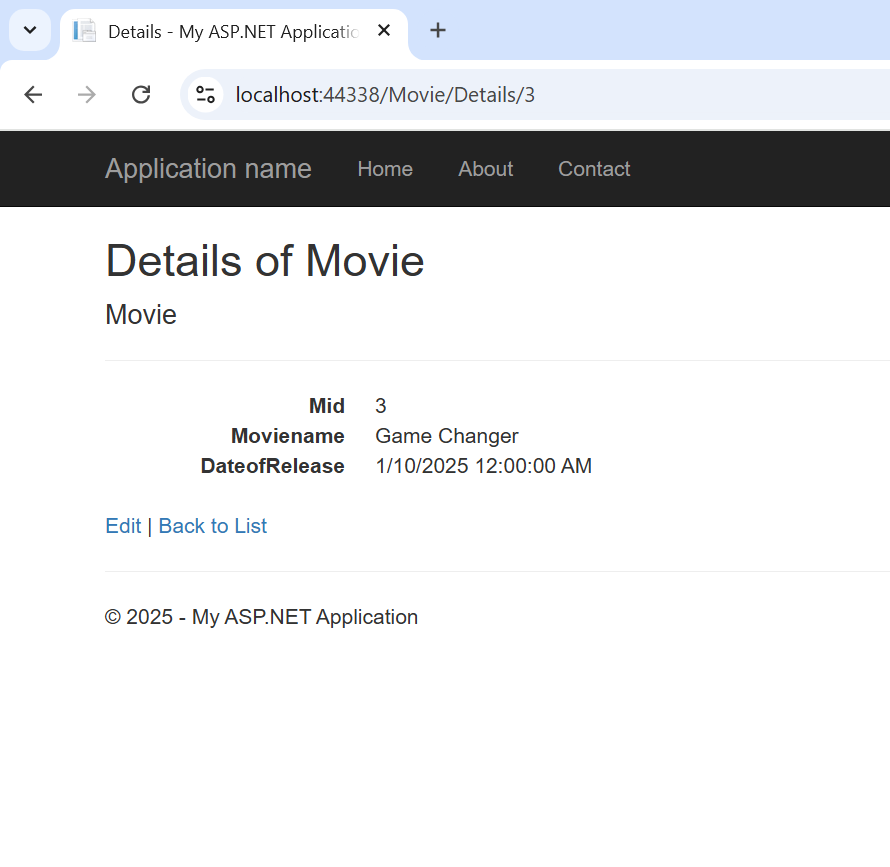 Details - My ASP.NET Applicatio
localhost:44338/Movie/Details/3
Application name Home About Contact
Details of Movie
Movie
Mid 3
Moviename Game Changer
DateofRelease 1/10/2025 12:00:00 AM
Edit | Back to List
© 2025 - My ASP.NET Application